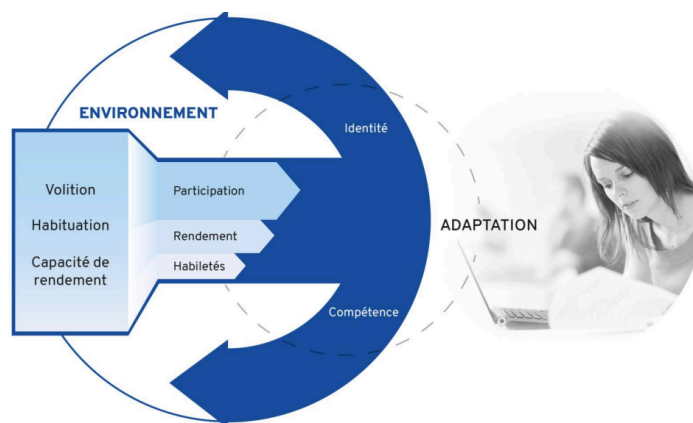 ENVIRONNEMENT
Identité
Volition
Habituation
Capacité de
rendement
Participation
Rendement
Habiletés
ADAPTATION
Compétence